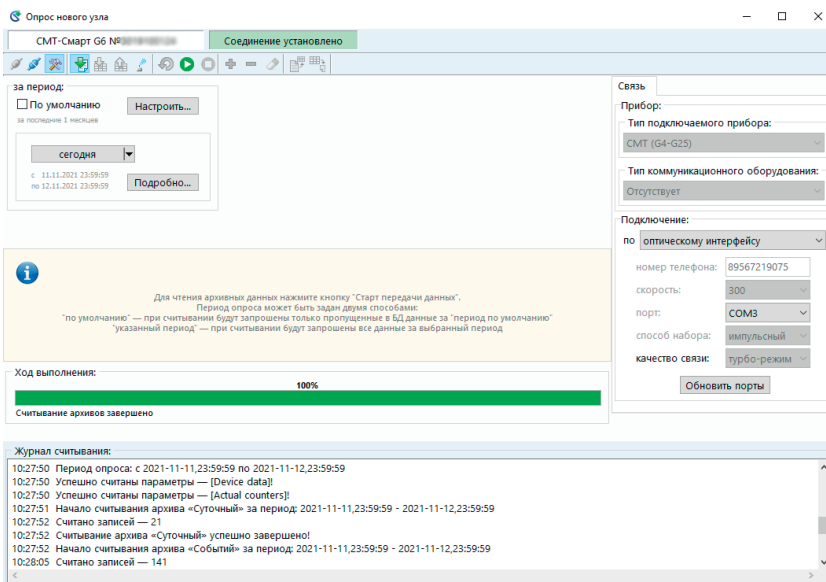 Опрос нового узла
СМТ-Смарт G6 №
Соединение установлено
за период:
По умолчанию
Настроить...
за последние 1 месяцев
сегодня
с 11.11.2021 23:59:59
по 12.11.2021 23:59:59
Подробно...
Для чтения архивных данных нажмите кнопку "Старт передачи данных".
Период опроса может быть задан двумя способами:
"по умолчанию" — при считывании будут запрошены только пропущенные в БД данные за "период по умолчанию"
"указанный период" — при считывании будут запрошены все данные за выбранный период
Ход выполнения:
100%
Считывание архивов завершено
Связь
Прибор:
Тип подключаемого прибора:
СМТ (G4-G25)
Тип коммуникационного оборудования:
Отсутствует
Подключение:
по оптическому интерфейсу
номер телефона: 89567219075
скорость: 300
порт: COM3
способ набора: импульсный
качество связи: турбо-режим
Обновить порты
Журнал считывания:
10:27:50 Период опроса: с 2021-11-11,23:59:59 по 2021-11-12,23:59:59
10:27:50 Успешно считаны параметры — [Device data]!
10:27:50 Успешно считаны параметры — [Actual counters]!
10:27:51 Начало считывания архива «Суточный» за период: 2021-11-11,23:59:59 - 2021-11-12,23:59:59
10:27:52 Считано записей — 21
10:27:52 Считывание архива «Суточный» успешно завершено!
10:27:52 Начало считывания архива «Событий» за период: 2021-11-11,23:59:59 - 2021-11-12,23:59:59
10:28:05 Считано записей — 141